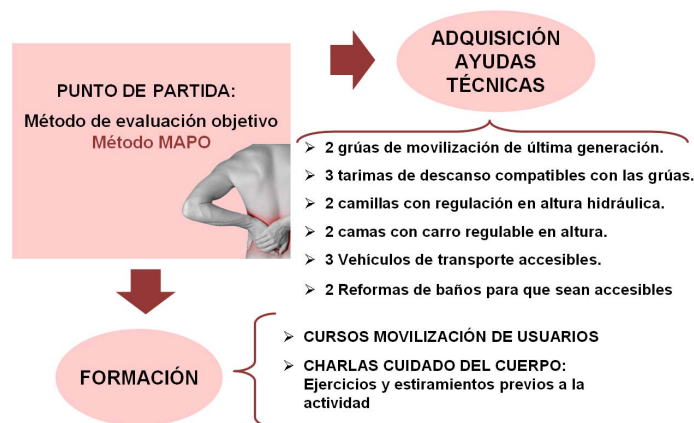 PUNTO DE PARTIDA:
Método de evaluación objetivo
Método MAPO
ADQUISICIÓN
AYUDAS
TÉCNICAS
➢ 2 grúas de movilización de última generación.
➢ 3 tarimas de descanso compatibles con las grúas.
➢ 2 camillas con regulación en altura hidráulica.
➢ 2 camas con carro regulable en altura.
➢ 3 Vehículos de transporte accesibles.
➢ 2 Reformas de baños para que sean accesibles
FORMACIÓN
➢ CURSOS MOVILIZACIÓN DE USUARIOS
➢ CHARLAS CUIDADO DEL CUERPO:
Ejercicios y estiramientos previos a la
actividad